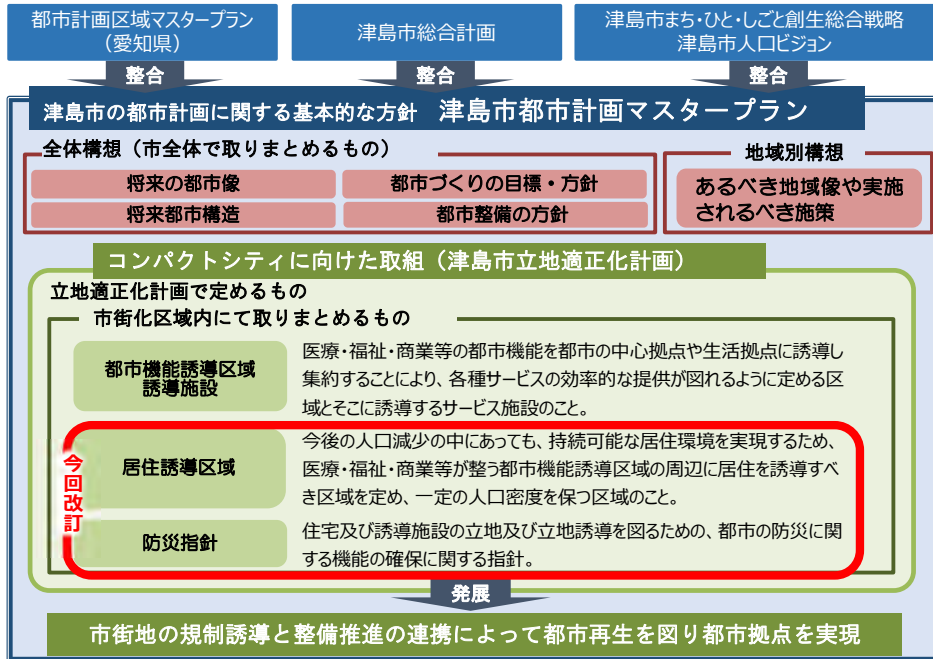 都市計画区域マスタープラン
（愛知県）
津島市総合計画
津島市まち・ひと・しごと創生総合戦略
津島市人口ビジョン
整合
整合
整合
津島市の都市計画に関する基本的な方針 津島市都市計画マスタープラン
全体構想（市全体で取りまとめるもの）
将来の都市像
都市づくりの目標・方針
将来都市構造
都市整備の方針
地域別構想
あるべき地域像や実施
されるべき施策
コンパクトシティに向けた取組（津島市立地適正化計画）
立地適正化計画で定めるもの
市街化区域内にて取りまとめるもの
都市機能誘導区域
誘導施設
医療・福祉・商業等の都市機能を都市の中心拠点や生活拠点に誘導し
集約することにより、各種サービスの効率的な提供が図れるように定める区
域とそこに誘導するサービス施設のこと。
今回改訂
居住誘導区域
今後の人口減少の中にあっても、持続可能な居住環境を実現するため、
医療・福祉・商業等が整う都市機能誘導区域の周辺に居住を誘導すべ
き区域を定め、一定の人口密度を保つ区域のこと。
防災指針
住宅及び誘導施設の立地及び立地誘導を図るための、都市の防災に関
する機能の確保に関する指針。
発展
市街地の規制誘導と整備推進の連携によって都市再生を図り都市拠点を実現